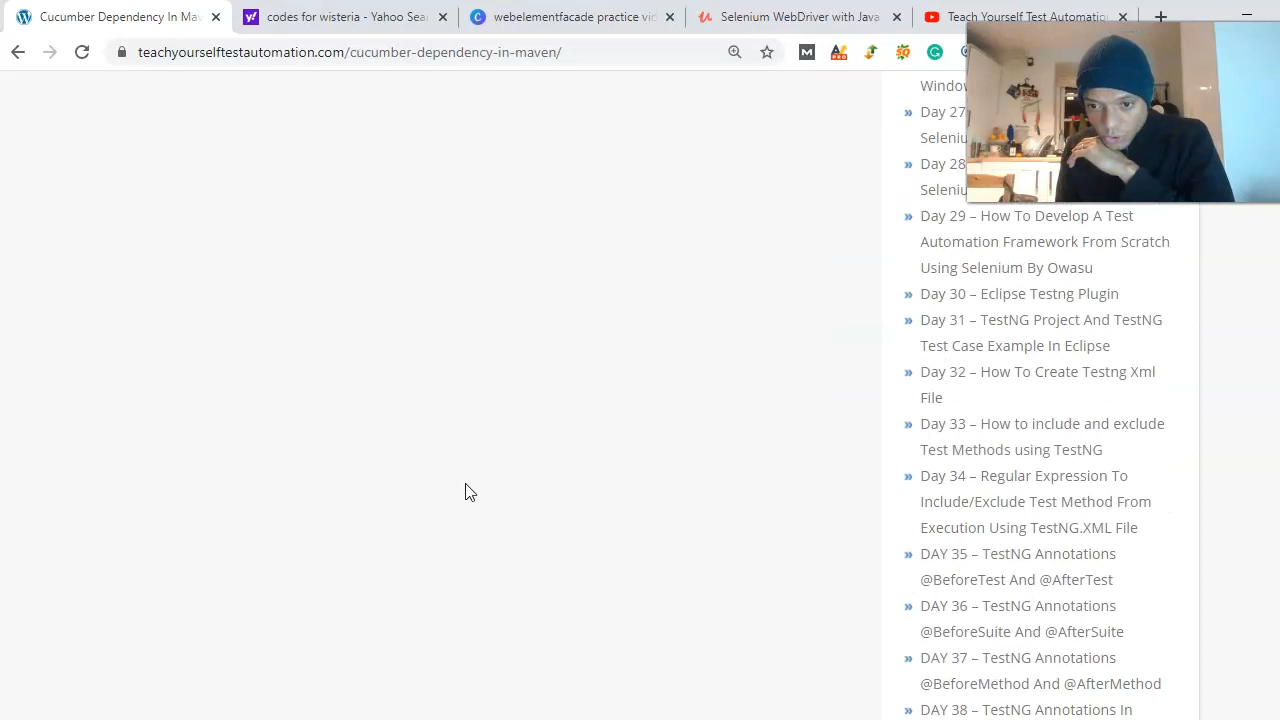 Cucumber Dependency In Mav
codes for wisteria - Yahoo Sear
webelementfacade practice vid
Selenium WebDriver with Java
Teach Yourself Test Automation
teachyourselftestautomation.com/cucumber-dependency-in-maven/
Windo
» Day 27
Seleniu
» Day 28
Seleniu
» Day 29 – How To Develop A Test
Automation Framework From Scratch
Using Selenium By Owasu
» Day 30 – Eclipse Testng Plugin
» Day 31 – TestNG Project And TestNG
Test Case Example In Eclipse
» Day 32 – How To Create Testng Xml
File
» Day 33 – How to include and exclude
Test Methods using TestNG
» Day 34 – Regular Expression To
Include/Exclude Test Method From
Execution Using TestNG.XML File
» DAY 35 – TestNG Annotations
@BeforeTest And @AfterTest
» DAY 36 – TestNG Annotations
@BeforeSuite And @AfterSuite
» DAY 37 – TestNG Annotations
@BeforeMethod And @AfterMethod
» DAY 38 – TestNG Annotations In